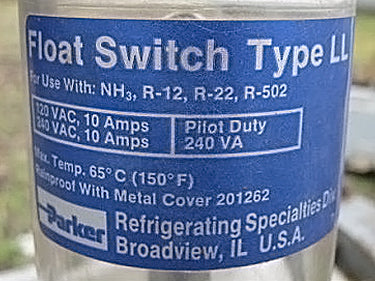 Float Switch Type LL
For Use With: NH3, R-12, R-22, R-502
120 VAC, 10 Amps
240 VAC, 10 Amps
Pilot Duty
240 VA
Max. Temp. 65°C (150°F)
Rainproof With Metal Cover 201262
Parker
Refrigerating Specialties Div.
Broadview, IL U.S.A.